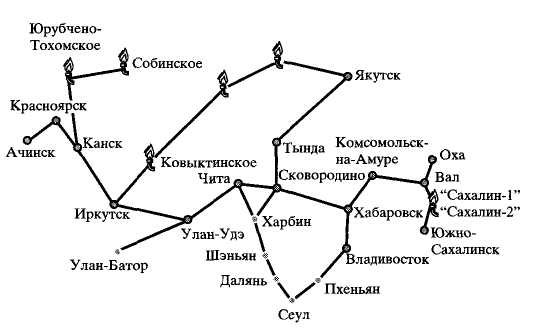 Юрубчено-
Тохомское
Собинское
Якутск
Красноярск
Ачинск
Канск
Ковыктинское
Тында
Комсомольск-
на-Амуре
Оха
Вал
Чита
Сковородино
"Сахалин-1"
"Сахалин-2"
Иркутск
Улан-Удэ
Харбин
Хабаровск
Южно-
Сахалинск
Улан-Батор
Шэньян
Владивосток
Далянь
Пхеньян
Сеул